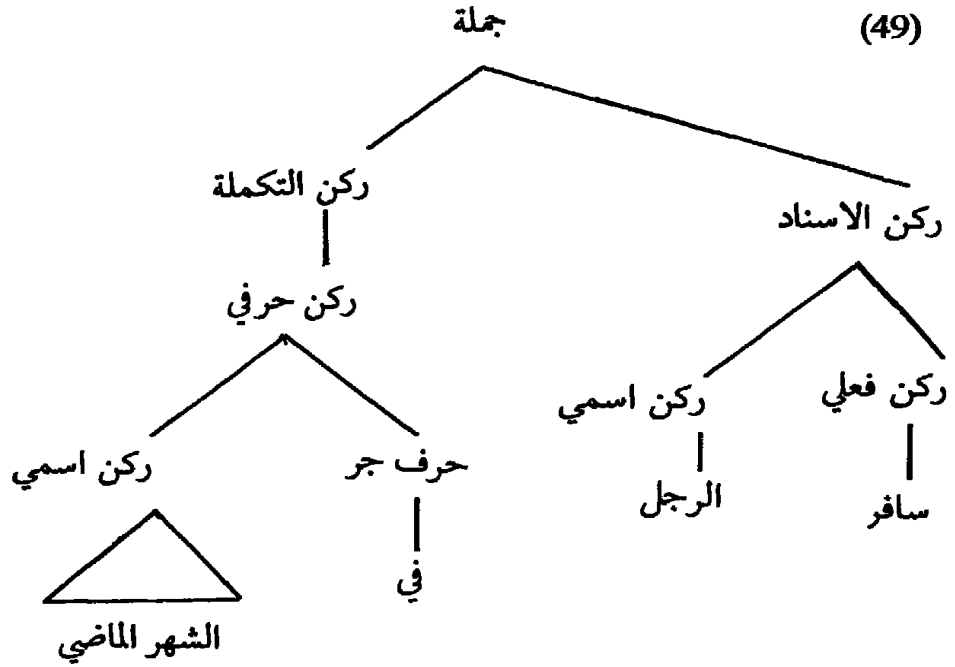 (49)
جملة
ركن الاسناد
ركن التكملة
ركن حرفي
ركن فعلي
ركن اسمي
حرف جر
ركن اسمي
سافر
الرجل
في
الشهر الماضي